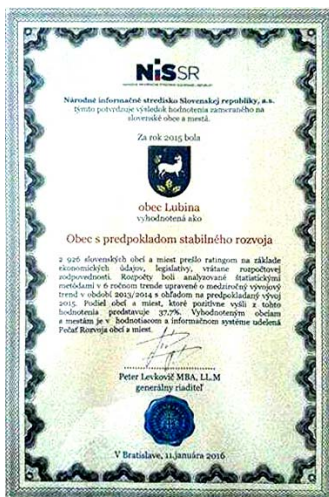 NiSSR
Národné informačné stredisko Slovenskej republiky, a.s.
týmto potvrdzuje výsledok hodnotenia zameraného na
slovenské obce a mestá.
Za rok 2015 bola
obec Lubina
vyhodnotená ako
Obec s predpokladom stabilného rozvoja
2 926 slovenských obcí a miest prešlo ratingom na základe
ekonomických údajov, legislatívy, vrátane rozpočtovej
zodpovednosti. Rozpočty boli analyzované štatistickými
metódami v 6 ročnom trende upravené o medziročný vývojový
trend v období 2013/2014 s ohľadom na predpokladaný vývoj
2015. Podiel obcí a miest, ktoré pozitívne vyšli z tohto
hodnotenia predstavuje 37,7%. Vyhodnoteným obciam
a mestám je v hodnotiacom a informačnom systéme udelená
Pečať Rozvoja obcí a miest.
Peter Levkovič MBA, LL.M
generálny riaditeľ
V Bratislave, 11.januára 2016